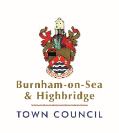 Burnham-on-Sea
& Highbridge
TOWN COUNCIL